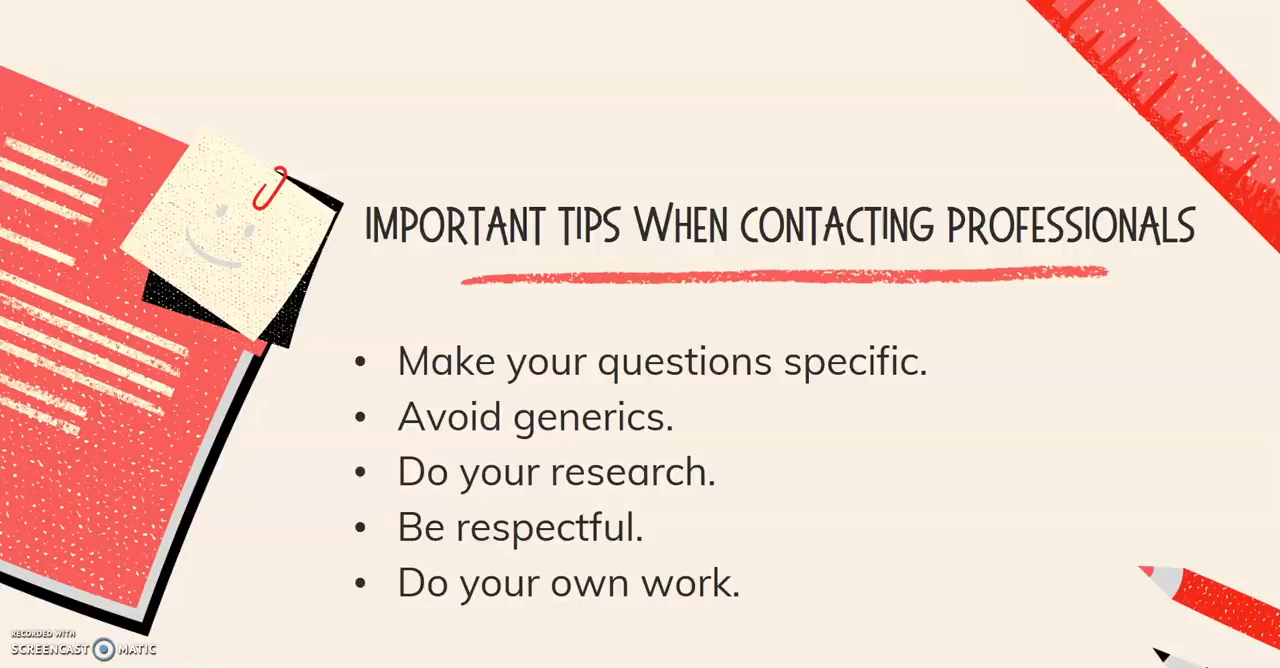 IMPORTANT TIPS WHEN CONTACTING PROFESSIONALS
• Make your questions specific.
• Avoid generics.
• Do your research.
• Be respectful.
• Do your own work.
RECORDED WITH
SCREENCAST MATIC